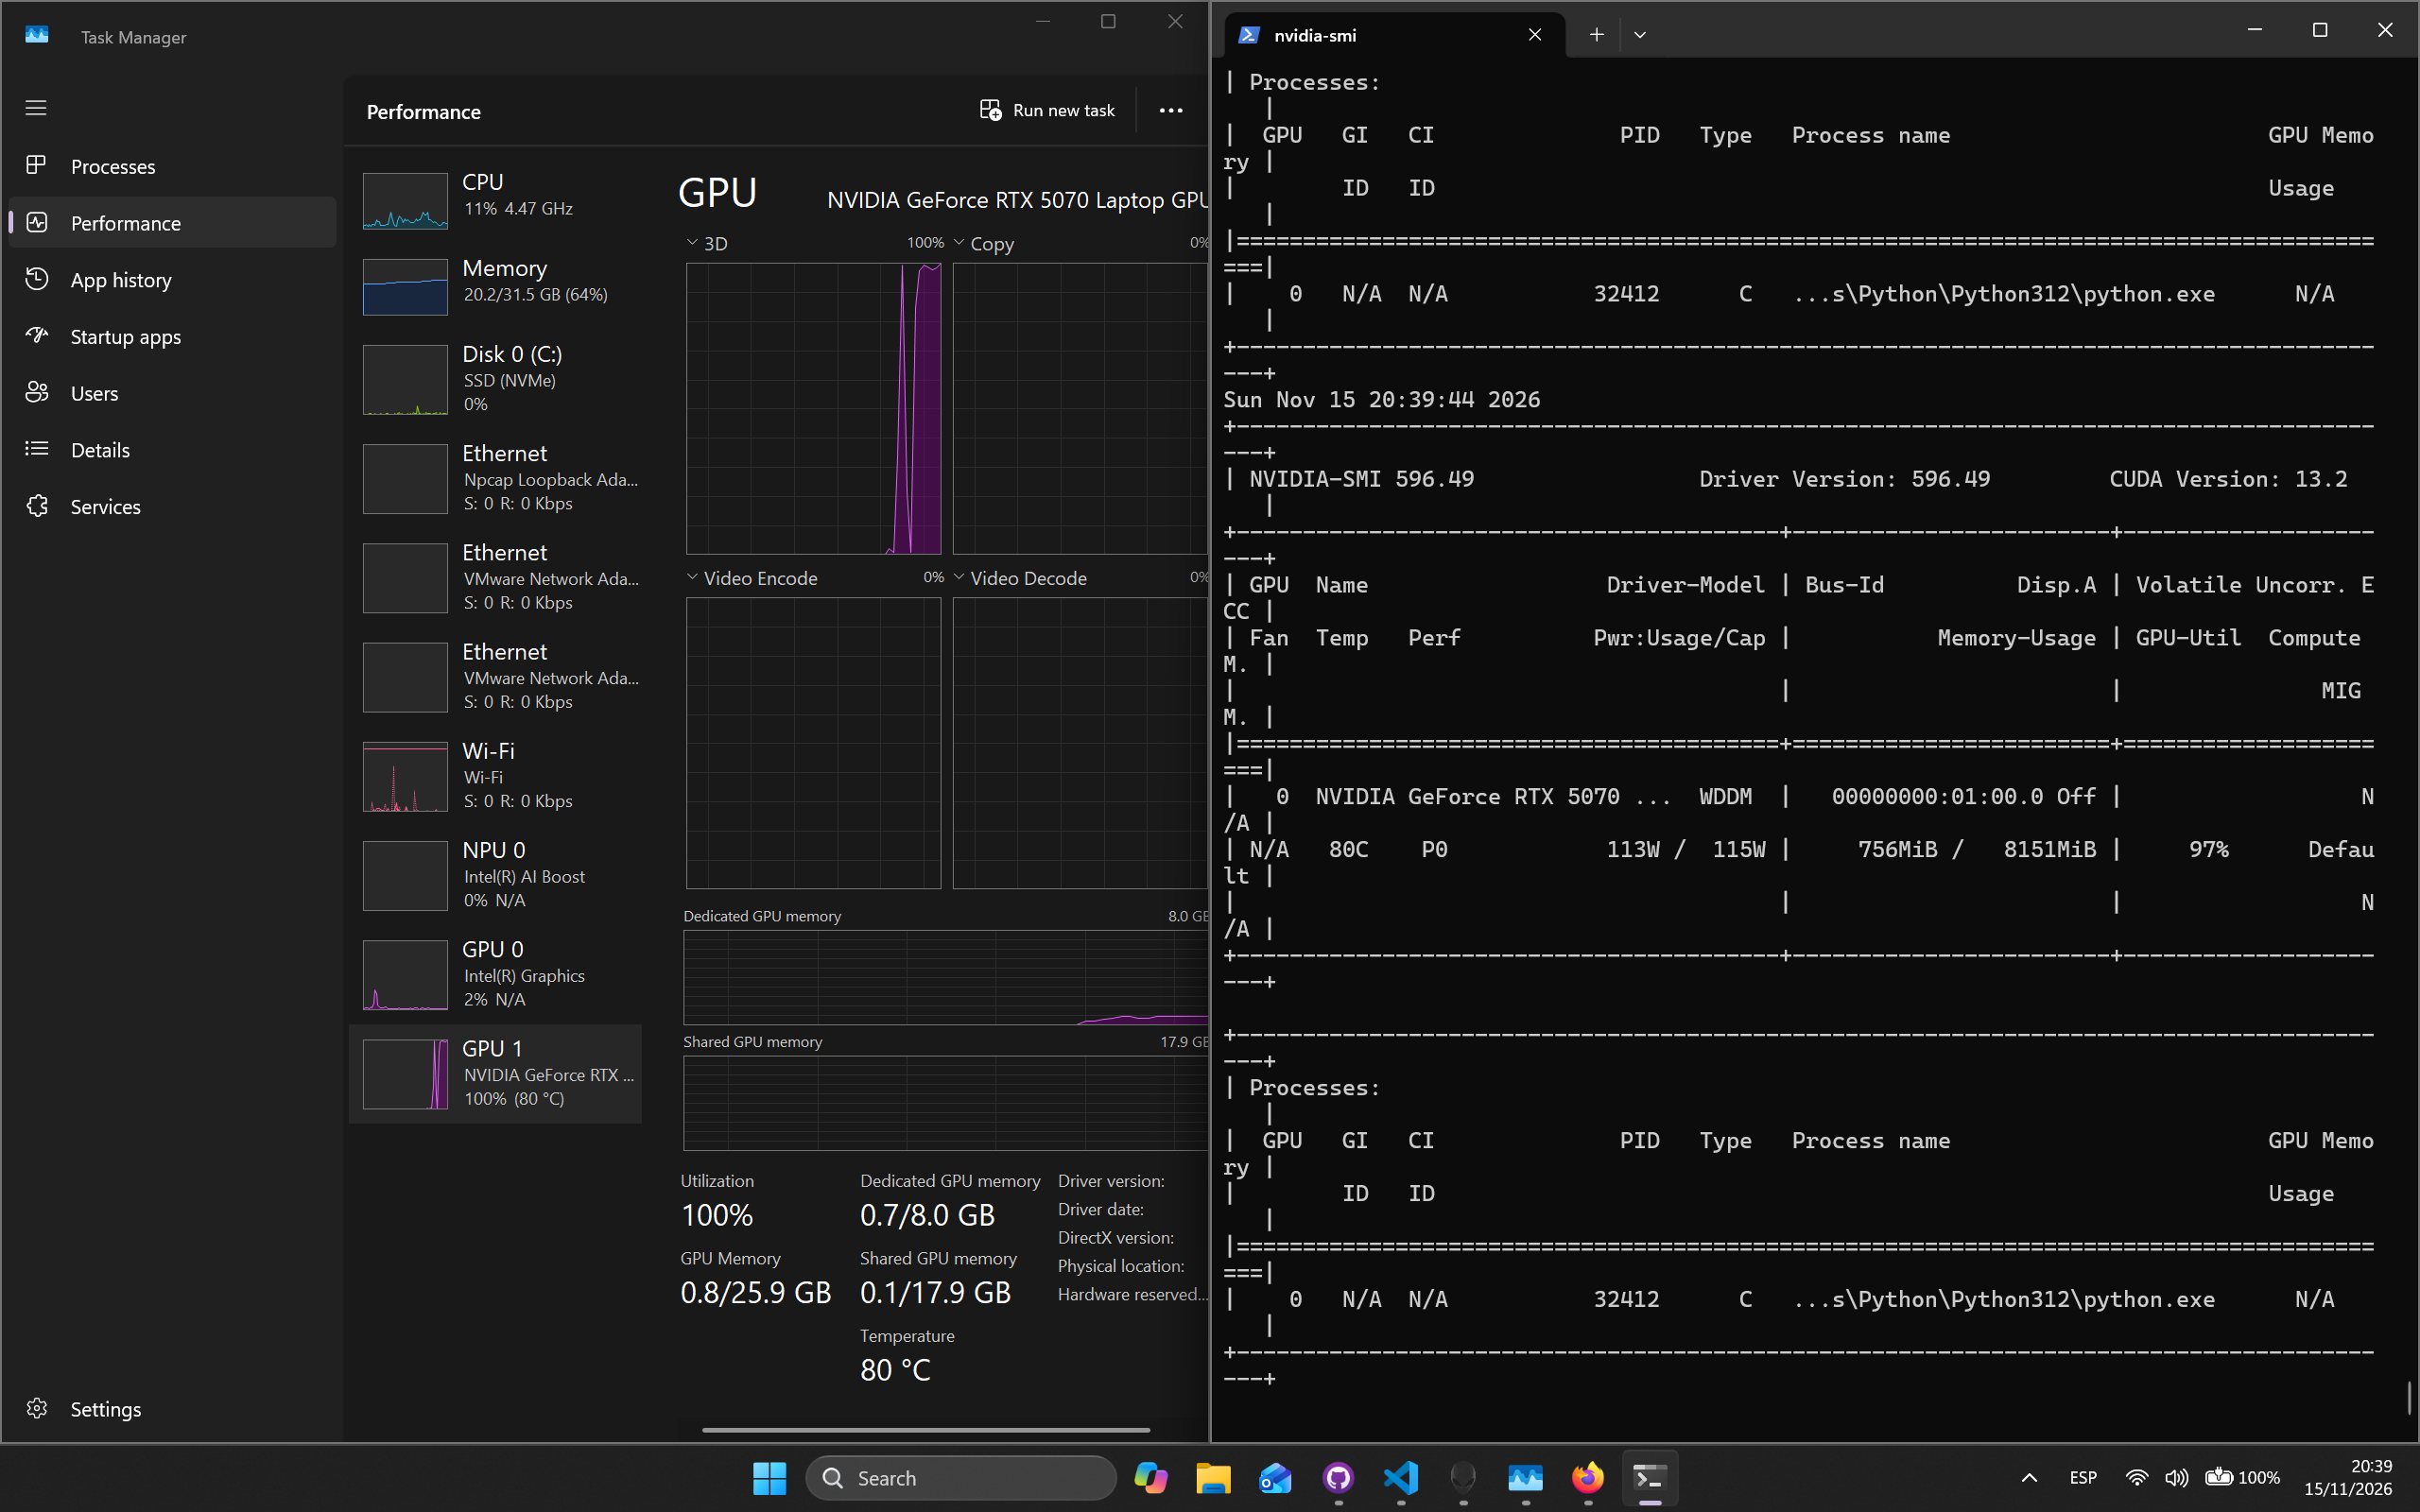 Task Manager
Processes
Performance
App history
Startup apps
Users
Details
Services
Settings
Performance
Run new task
CPU
11% 4.47 GHz
Memory
20.2/31.5 GB (64%)
Disk 0 (C:)
SSD (NVMe)
0%
Ethernet
Npcap Loopback Ada...
S: 0 R: 0 Kbps
Ethernet
VMware Network Ada...
S: 0 R: 0 Kbps
Ethernet
VMware Network Ada...
S: 0 R: 0 Kbps
Wi-Fi
Wi-Fi
S: 0 R: 0 Kbps
NPU 0
Intel(R) AI Boost
0% N/A
GPU 0
Intel(R) Graphics
2% N/A
GPU 1
NVIDIA GeForce RTX ...
100% (80 °C)
GPU NVIDIA GeForce RTX 5070 Laptop GPU
3D 100% Copy 0%
Video Encode 0% Video Decode 0%
Dedicated GPU memory 8.0 GB
Shared GPU memory 17.9 GB
Utilization
100%
Dedicated GPU memory
0.7/8.0 GB
GPU Memory
0.8/25.9 GB
Shared GPU memory
0.1/17.9 GB
Temperature
80 °C
Driver version:
Driver date:
DirectX version:
Physical location:
Hardware reserved...
nvidia-smi
| Processes:
|
| GPU GI CI PID Type Process name GPU Memo
ry |
| ID ID Usage
|
|======================================================================================
===|
| 0 N/A N/A 32412 C ...s\Python\Python312\python.exe N/A
|
+--------------------------------------------------------------------------------------
---+
Sun Nov 15 20:39:44 2026
+--------------------------------------------------------------------------------------
---+
| NVIDIA-SMI 596.49 Driver Version: 596.49 CUDA Version: 13.2
|
+-----------------------------------------+------------------------+-------------------
---+
| GPU Name Driver-Model | Bus-Id Disp.A | Volatile Uncorr. E
CC |
| Fan Temp Perf Pwr:Usage/Cap | Memory-Usage | GPU-Util Compute
M. |
| | | MIG
M. |
|=========================================+========================+===================
===|
| 0 NVIDIA GeForce RTX 5070 ... WDDM | 00000000:01:00.0 Off | N
/A |
| N/A 80C P0 113W / 115W | 756MiB / 8151MiB | 97% Defau
lt |
| | | N
/A |
+-----------------------------------------+------------------------+-------------------
---+
+--------------------------------------------------------------------------------------
---+
| Processes:
|
| GPU GI CI PID Type Process name GPU Memo
ry |
| ID ID Usage
|
|======================================================================================
===|
| 0 N/A N/A 32412 C ...s\Python\Python312\python.exe N/A
|
+--------------------------------------------------------------------------------------
---+
Search
ESP
100%
20:39
15/11/2026